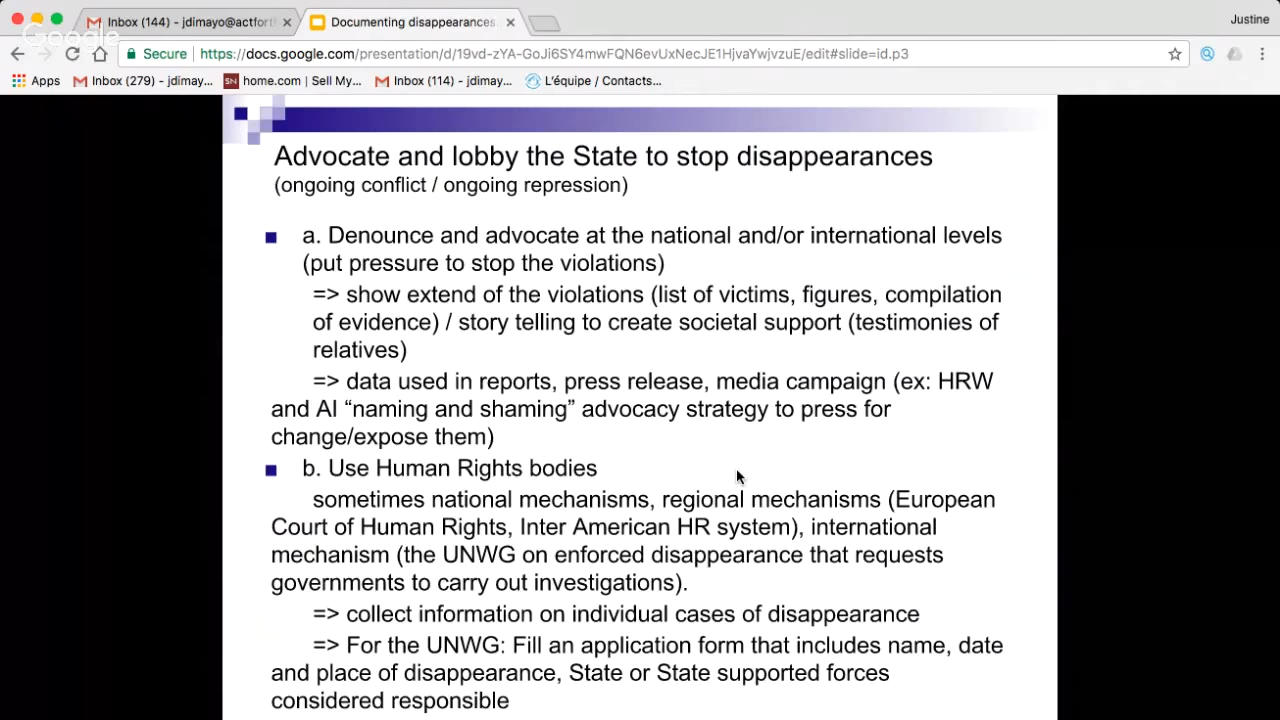 Inbox (144) - jdimayo@actfort
Documenting disappearances
Justine
Google
Secure
https://docs.google.com/presentation/d/19vd-zYA-GoJi6SY4mwFQN6evUxNecJE1HjvaYwjvzuE/edit#slide=id.p3
Apps
Inbox (279) - jdimay...
SN
home.com | Sell My...
Inbox (114) - jdimay...
L'équipe / Contacts...
Advocate and lobby the State to stop disappearances
(ongoing conflict / ongoing repression)
a. Denounce and advocate at the national and/or international levels
(put pressure to stop the violations)
=> show extend of the violations (list of victims, figures, compilation
of evidence) / story telling to create societal support (testimonies of
relatives)
=> data used in reports, press release, media campaign (ex: HRW
and AI “naming and shaming” advocacy strategy to press for
change/expose them)
b. Use Human Rights bodies
sometimes national mechanisms, regional mechanisms (European
Court of Human Rights, Inter American HR system), international
mechanism (the UNWG on enforced disappearance that requests
governments to carry out investigations).
=> collect information on individual cases of disappearance
=> For the UNWG: Fill an application form that includes name, date
and place of disappearance, State or State supported forces
considered responsible